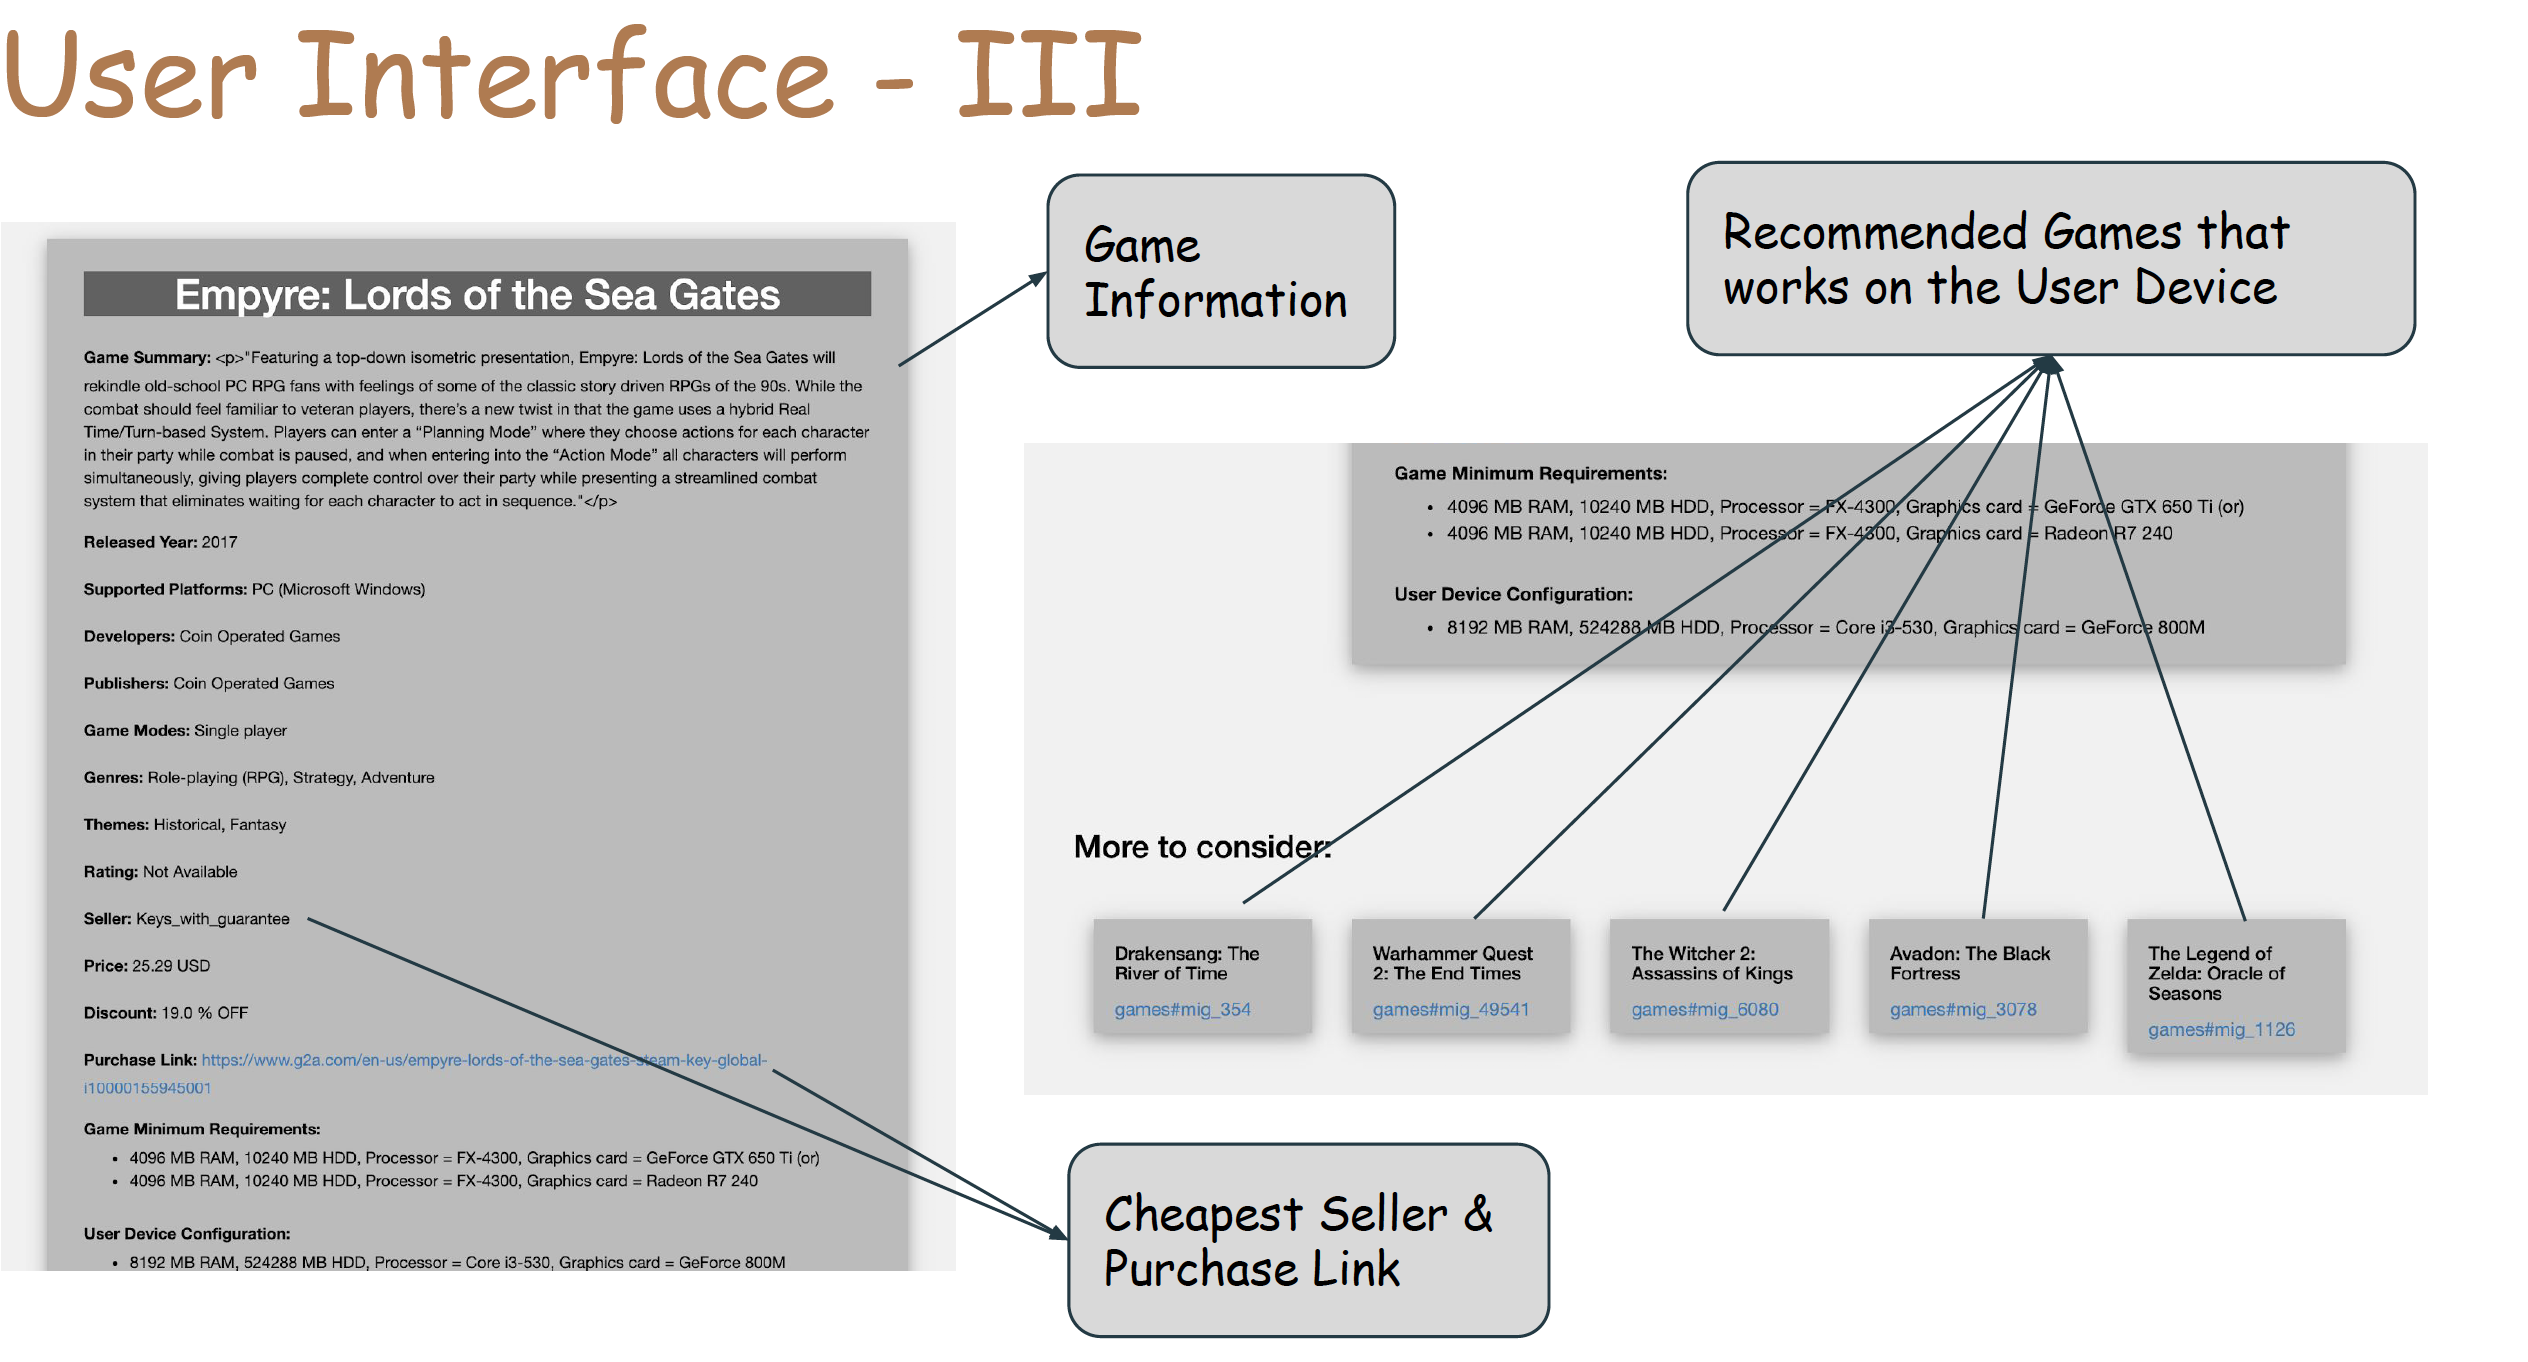 User Interface - III
Empyre: Lords of the Sea Gates
Game Summary: <p>"Featuring a top-down isometric presentation, Empyre: Lords of the Sea Gates will
rekindle old-school PC RPG fans with feelings of some of the classic story driven RPGs of the 90s. While the
combat should feel familiar to veteran players, there's a new twist in that the game uses a hybrid Real
Time/Turn-based System. Players can enter a “Planning Mode” where they choose actions for each character
in their party while combat is paused, and when entering into the “Action Mode” all characters will perform
simultaneously, giving players complete control over their party while presenting a streamlined combat
system that eliminates waiting for each character to act in sequence."</p>
Released Year: 2017
Supported Platforms: PC (Microsoft Windows)
Developers: Coin Operated Games
Publishers: Coin Operated Games
Game Modes: Single player
Genres: Role-playing (RPG), Strategy, Adventure
Themes: Historical, Fantasy
Rating: Not Available
Seller: Keys_with_guarantee
Price: 25.29 USD
Discount: 19.0 % OFF
Purchase Link: https://www.g2a.com/en-us/empyre-lords-of-the-sea-gates-steam-key-global-
i10000155945001
Game Minimum Requirements:
• 4096 MB RAM, 10240 MB HDD, Processor = FX-4300, Graphics card = GeForce GTX 650 Ti (or)
• 4096 MB RAM, 10240 MB HDD, Processor = FX-4300, Graphics card = Radeon R7 240
User Device Configuration:
• 8192 MB RAM, 524288 MB HDD, Processor = Core i3-530, Graphics card = GeForce 800M
Game
Information
Recommended Games that
works on the User Device
Game Minimum Requirements:
• 4096 MB RAM, 10240 MB HDD, Processor = FX-4300, Graphics card = GeForce GTX 650 Ti (or)
• 4096 MB RAM, 10240 MB HDD, Processor = FX-4300, Graphics card = Radeon R7 240
User Device Configuration:
• 8192 MB RAM, 524288 MB HDD, Processor = Core i3-530, Graphics card = GeForce 800M
More to consider:
Drakensang: The
River of Time
games#mig_354
Warhammer Quest
2: The End Times
games#mig_49541
The Witcher 2:
Assassins of Kings
games#mig_6080
Avadon: The Black
Fortress
games#mig_3078
The Legend of
Zelda: Oracle of
Seasons
games#mig_1126
Cheapest Seller &
Purchase Link